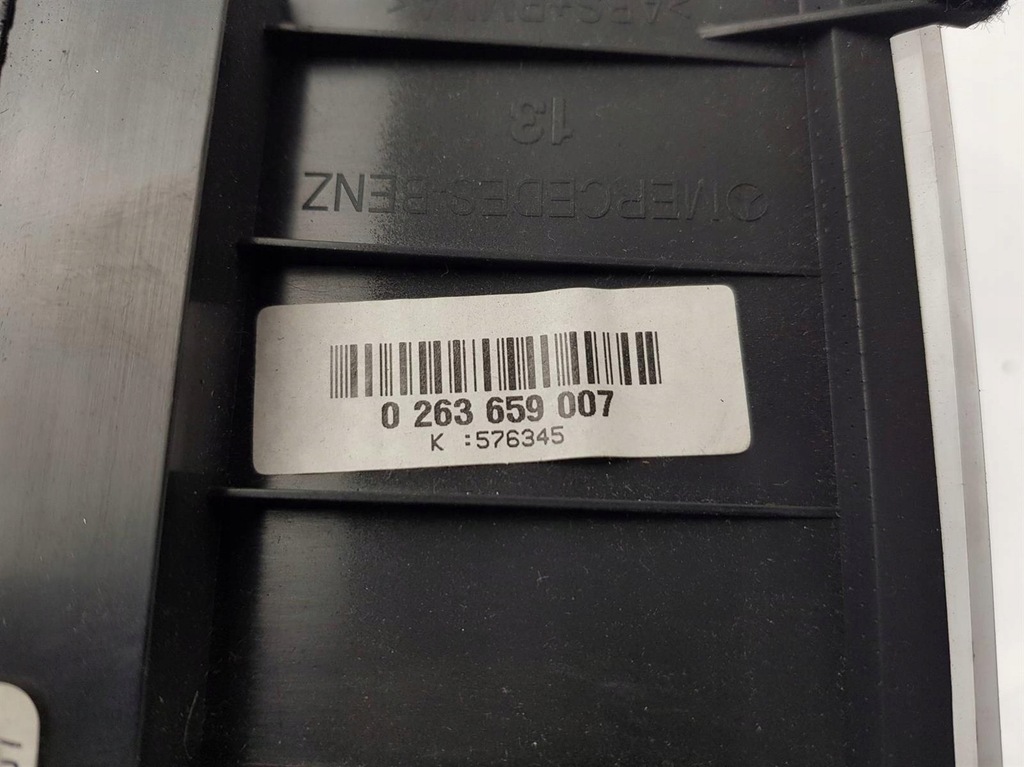 13
MERCEDES-BENZ
0 263 659 007
K :576345